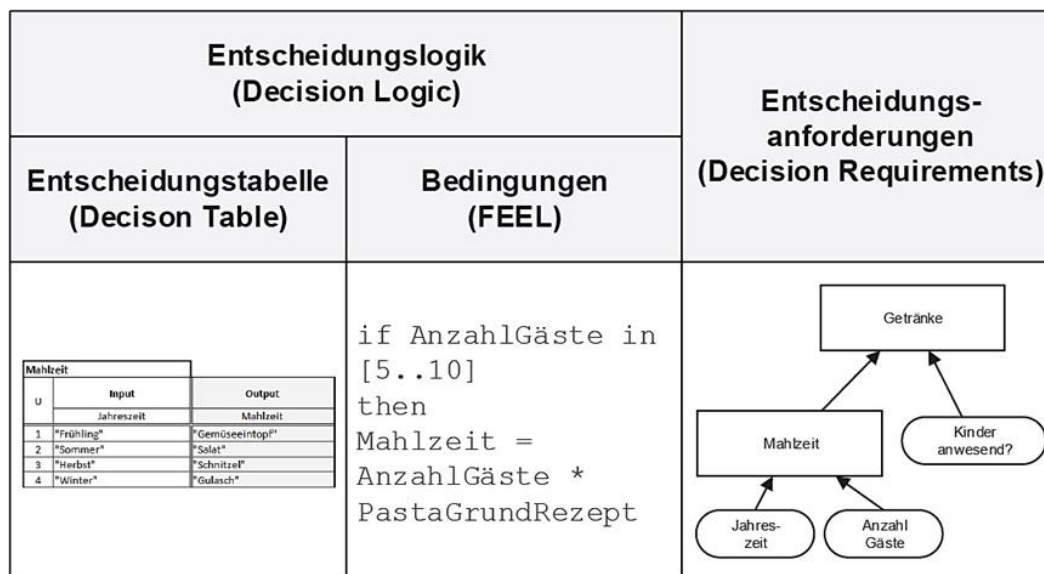 Entscheidungslogik
(Decision Logic)
Entscheidungs-
anforderungen
(Decision Requirements)
Entscheidungstabelle
(Decison Table)
Bedingungen
(FEEL)
Mahlzeit
U
Input
Output
Jahreszeit
Mahlzeit
1 "Frühling" "Gemüseeintopf"
2 "Sommer" "Salat"
3 "Herbst" "Schnitzel"
4 "Winter" "Gulasch"
if AnzahlGäste in
[5..10]
then
Mahlzeit =
AnzahlGäste *
PastaGrundRezept
Getränke
Mahlzeit
Kinder
anwesend?
Jahres-
zeit
Anzahl
Gäste